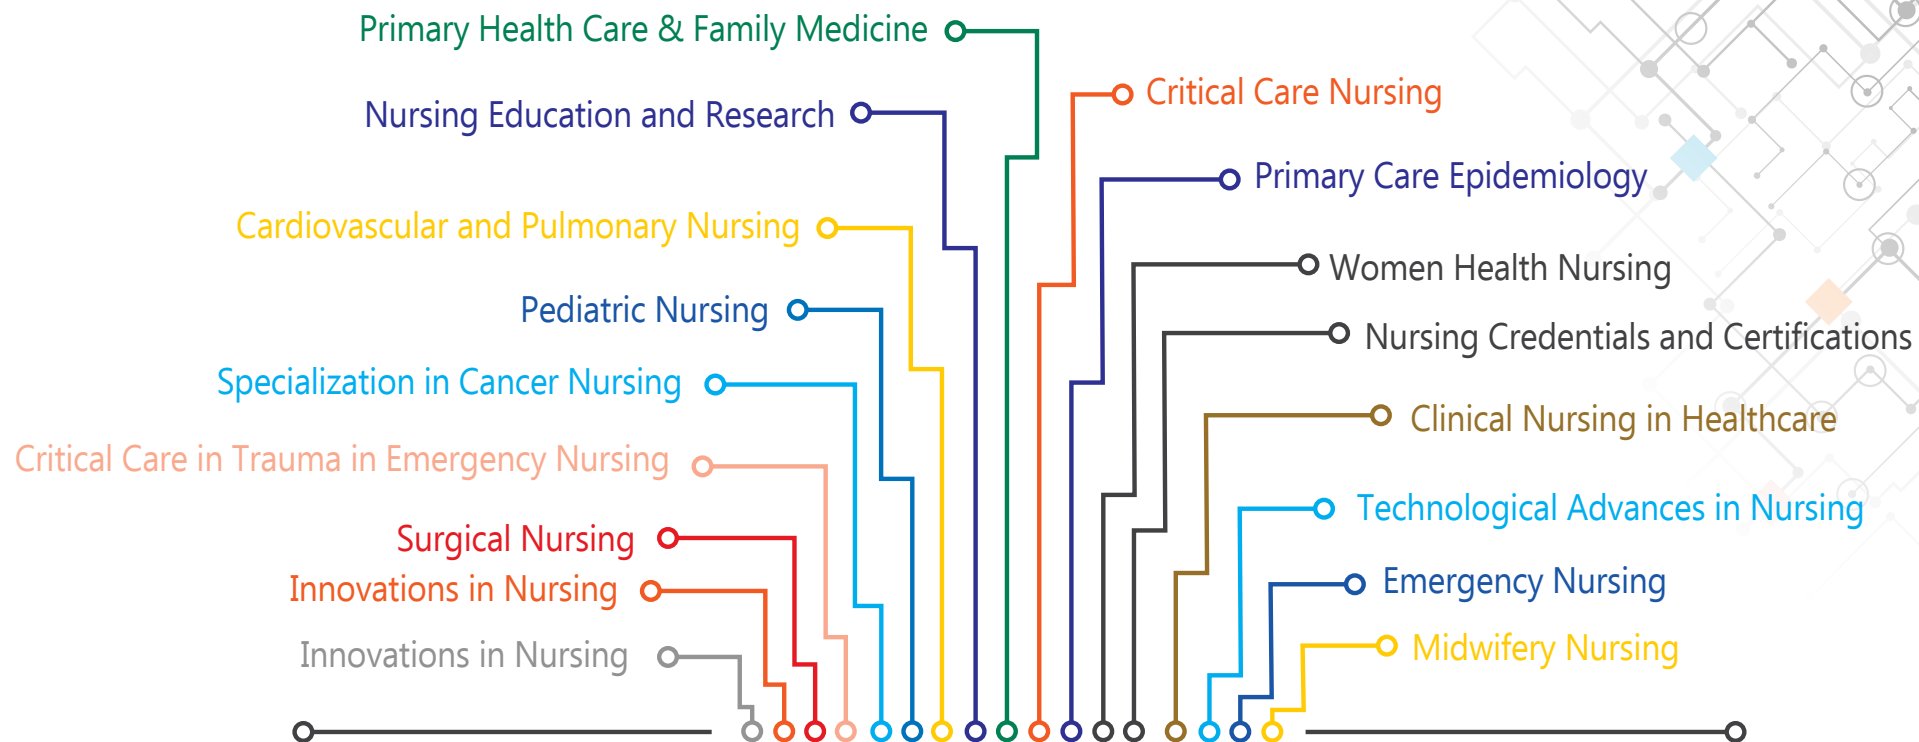 Primary Health Care & Family Medicine
Nursing Education and Research
Cardiovascular and Pulmonary Nursing
Pediatric Nursing
Specialization in Cancer Nursing
Critical Care in Trauma in Emergency Nursing
Surgical Nursing
Innovations in Nursing
Innovations in Nursing
Critical Care Nursing
Primary Care Epidemiology
Women Health Nursing
Nursing Credentials and Certifications
Clinical Nursing in Healthcare
Technological Advances in Nursing
Emergency Nursing
Midwifery Nursing